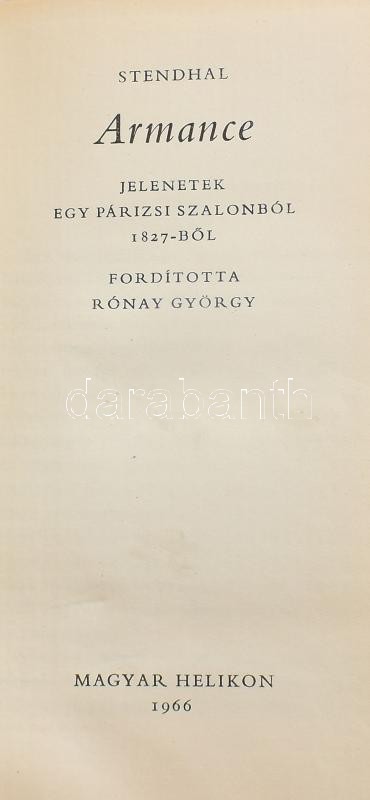 STENDHAL
Armance
JELENETEK
EGY PÁRIZSI SZALONBÓL
1827-BŐL
FORDÍTOTTA
RÓNAY GYÖRGY
darabanth
MAGYAR HELIKON
1966